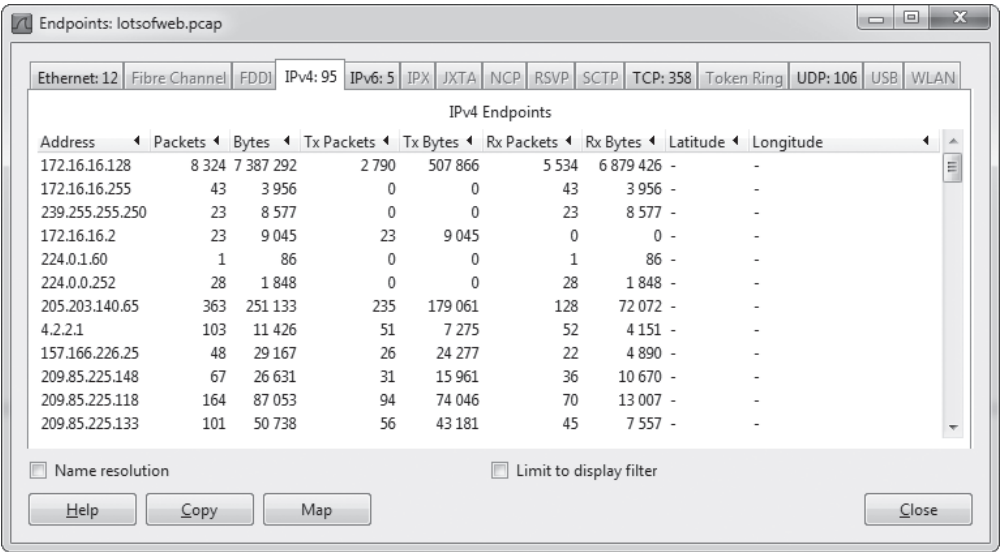 Endpoints: lotsofweb.pcap
Ethernet: 12 Fibre Channel FDDI IPv4: 95 IPv6: 5 IPX JXTA NCP RSVP SCTP TCP: 358 Token Ring UDP: 106 USB WLAN
IPv4 Endpoints
Address Packets Bytes Tx Packets Tx Bytes Rx Packets Rx Bytes Latitude Longitude
172.16.16.128 8 324 7 387 292 2 790 507 866 5 534 6 879 426 - -
172.16.16.255 43 3 956 0 0 43 3 956 - -
239.255.255.250 23 8 577 0 0 23 8 577 - -
172.16.16.2 23 9 045 23 9 045 0 0 - -
224.0.1.60 1 86 0 0 1 86 - -
224.0.0.252 28 1 848 0 0 28 1 848 - -
205.203.140.65 363 251 133 235 179 061 128 72 072 - -
4.2.2.1 103 11 426 51 7 275 52 4 151 - -
157.166.226.25 48 29 167 26 24 277 22 4 890 - -
209.85.225.148 67 26 631 31 15 961 36 10 670 - -
209.85.225.118 164 87 053 94 74 046 70 13 007 - -
209.85.225.133 101 50 738 56 43 181 45 7 557 - -
Name resolution Limit to display filter
Help Copy Map Close